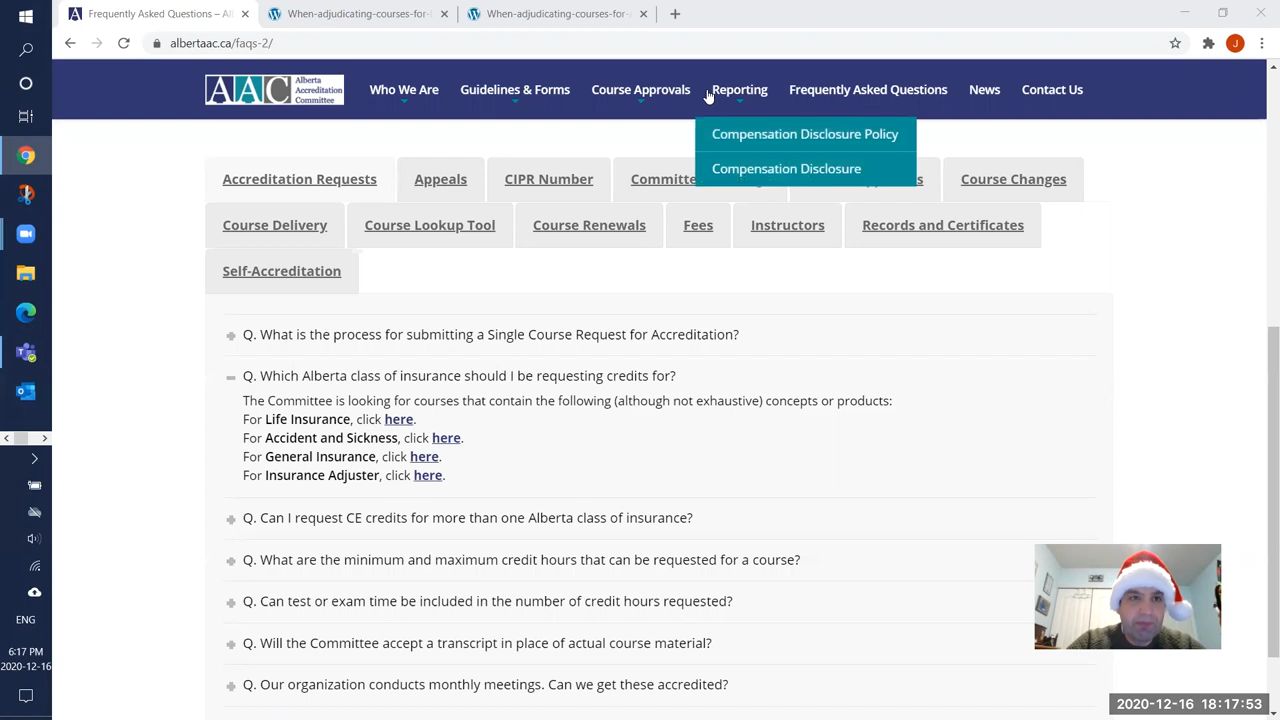 Frequently Asked Questions – Al
When-adjudicating-courses-for-
When-adjudicating-courses-for-
albertaac.ca/faqs-2/
J
AAC Alberta Accreditation Committee
Who We Are
Guidelines & Forms
Course Approvals
Reporting
Frequently Asked Questions
News
Contact Us
Compensation Disclosure Policy
Compensation Disclosure
Accreditation Requests
Appeals
CIPR Number
Committe
Course Changes
Course Delivery
Course Lookup Tool
Course Renewals
Fees
Instructors
Records and Certificates
Self-Accreditation
Q. What is the process for submitting a Single Course Request for Accreditation?
Q. Which Alberta class of insurance should I be requesting credits for?
The Committee is looking for courses that contain the following (although not exhaustive) concepts or products:
For Life Insurance, click here.
For Accident and Sickness, click here.
For General Insurance, click here.
For Insurance Adjuster, click here.
Q. Can I request CE credits for more than one Alberta class of insurance?
Q. What are the minimum and maximum credit hours that can be requested for a course?
Q. Can test or exam time be included in the number of credit hours requested?
Q. Will the Committee accept a transcript in place of actual course material?
Q. Our organization conducts monthly meetings. Can we get these accredited?
ENG
6:17 PM
2020-12-16
2020-12-16 18:17:53